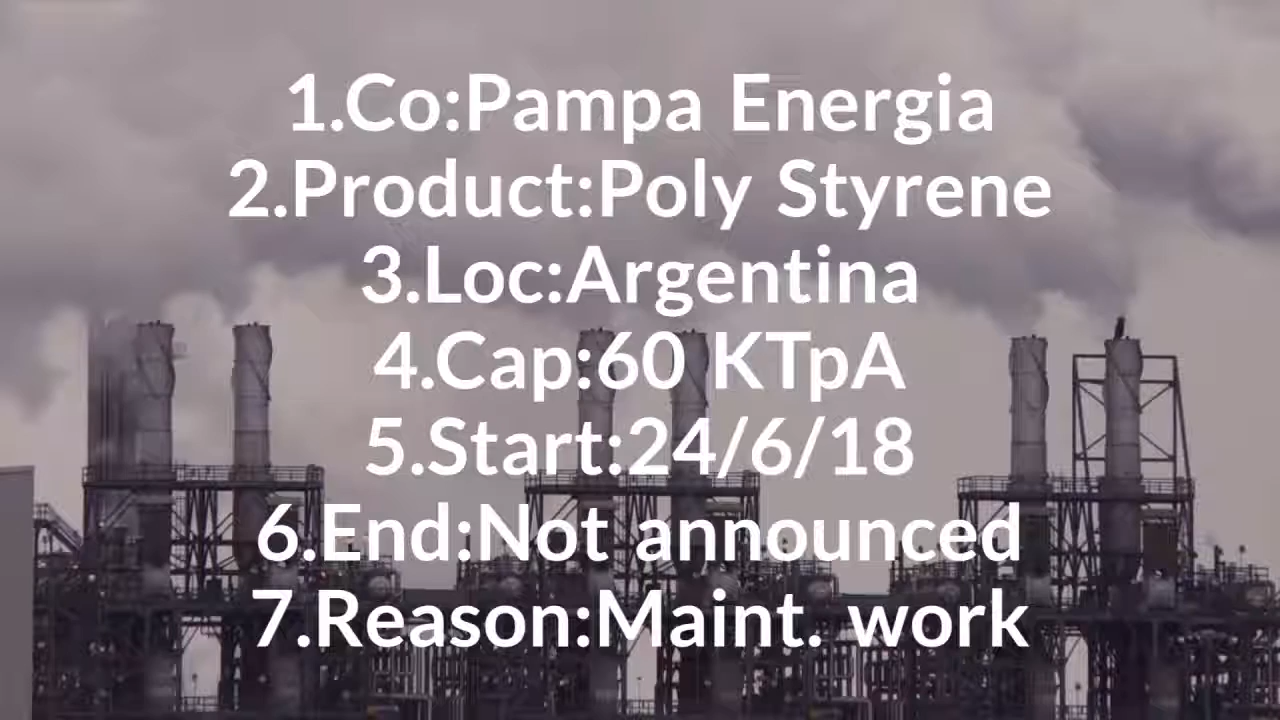 1.Co:Pampa Energia
2.Product:Poly Styrene
3.Loc:Argentina
4.Cap:60 KTpA
5.Start:24/6/18
6.End:Not announced
7.Reason:Maint. work